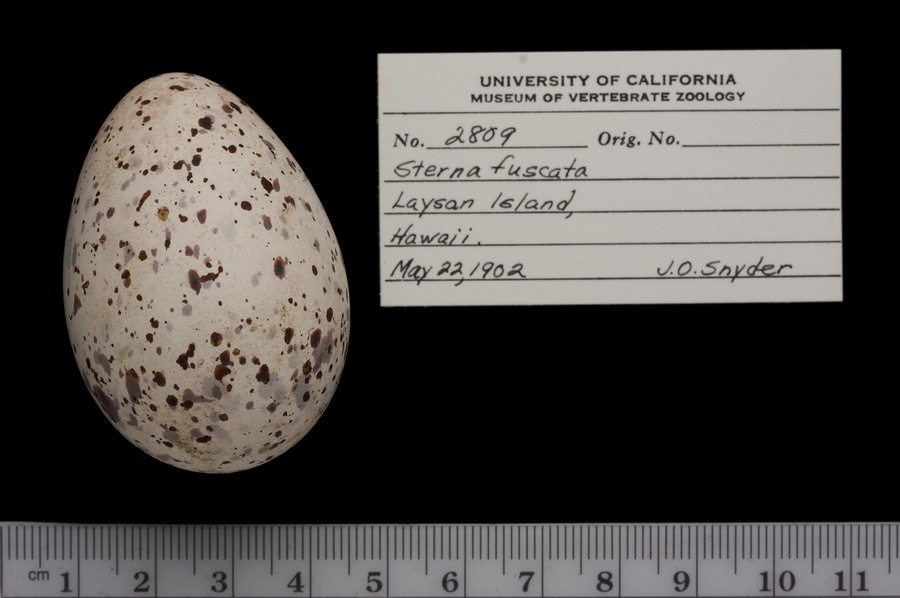 UNIVERSITY OF CALIFORNIA
MUSEUM OF VERTEBRATE ZOOLOGY
No. 2809 Orig. No.
Sterna fuscata
Laysan Island,
Hawaii.
May 22, 1902 J.O. Snyder
cm 1 2 3 4 5 6 7 8 9 10 11